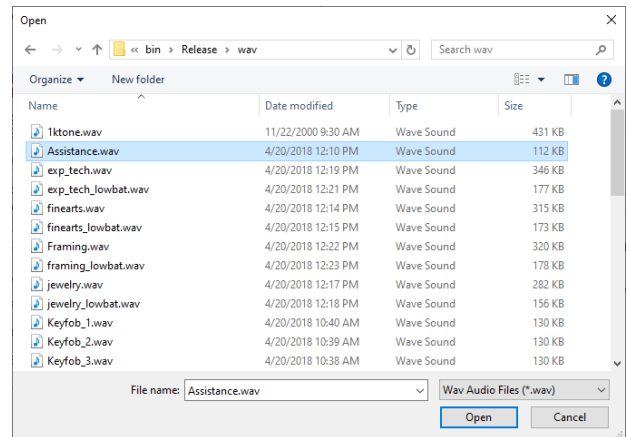 Open
« bin › Release › wav
Search wav
Organize
New folder
Name Date modified Type Size
1ktone.wav 11/22/2000 9:30 AM Wave Sound 431 KB
Assistance.wav 4/20/2018 12:10 PM Wave Sound 112 KB
exp_tech.wav 4/20/2018 12:19 PM Wave Sound 346 KB
exp_tech_lowbat.wav 4/20/2018 12:21 PM Wave Sound 177 KB
finearts.wav 4/20/2018 12:14 PM Wave Sound 315 KB
finearts_lowbat.wav 4/20/2018 12:15 PM Wave Sound 173 KB
Framing.wav 4/20/2018 12:22 PM Wave Sound 320 KB
framing_lowbat.wav 4/20/2018 12:23 PM Wave Sound 178 KB
jewelry.wav 4/20/2018 12:17 PM Wave Sound 282 KB
jewelry_lowbat.wav 4/20/2018 12:18 PM Wave Sound 156 KB
Keyfob_1.wav 4/20/2018 10:40 AM Wave Sound 130 KB
Keyfob_2.wav 4/20/2018 10:39 AM Wave Sound 130 KB
Keyfob_3.wav 4/20/2018 10:38 AM Wave Sound 130 KB
File name: Assistance.wav Wav Audio Files (*.wav)
Open Cancel